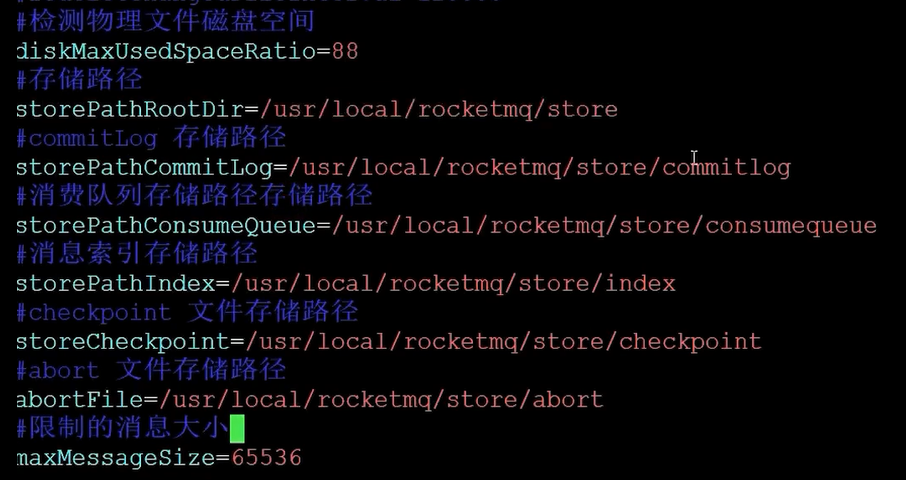 #检测物理文件磁盘空间
diskMaxUsedSpaceRatio=88
#存储路径
storePathRootDir=/usr/local/rocketmq/store
#commitLog 存储路径
storePathCommitLog=/usr/local/rocketmq/store/commitlog
#消费队列存储路径存储路径
storePathConsumeQueue=/usr/local/rocketmq/store/consumequeue
#消息索引存储路径
storePathIndex=/usr/local/rocketmq/store/index
#checkpoint 文件存储路径
storeCheckpoint=/usr/local/rocketmq/store/checkpoint
#abort 文件存储路径
abortFile=/usr/local/rocketmq/store/abort
#限制的消息大小
maxMessageSize=65536